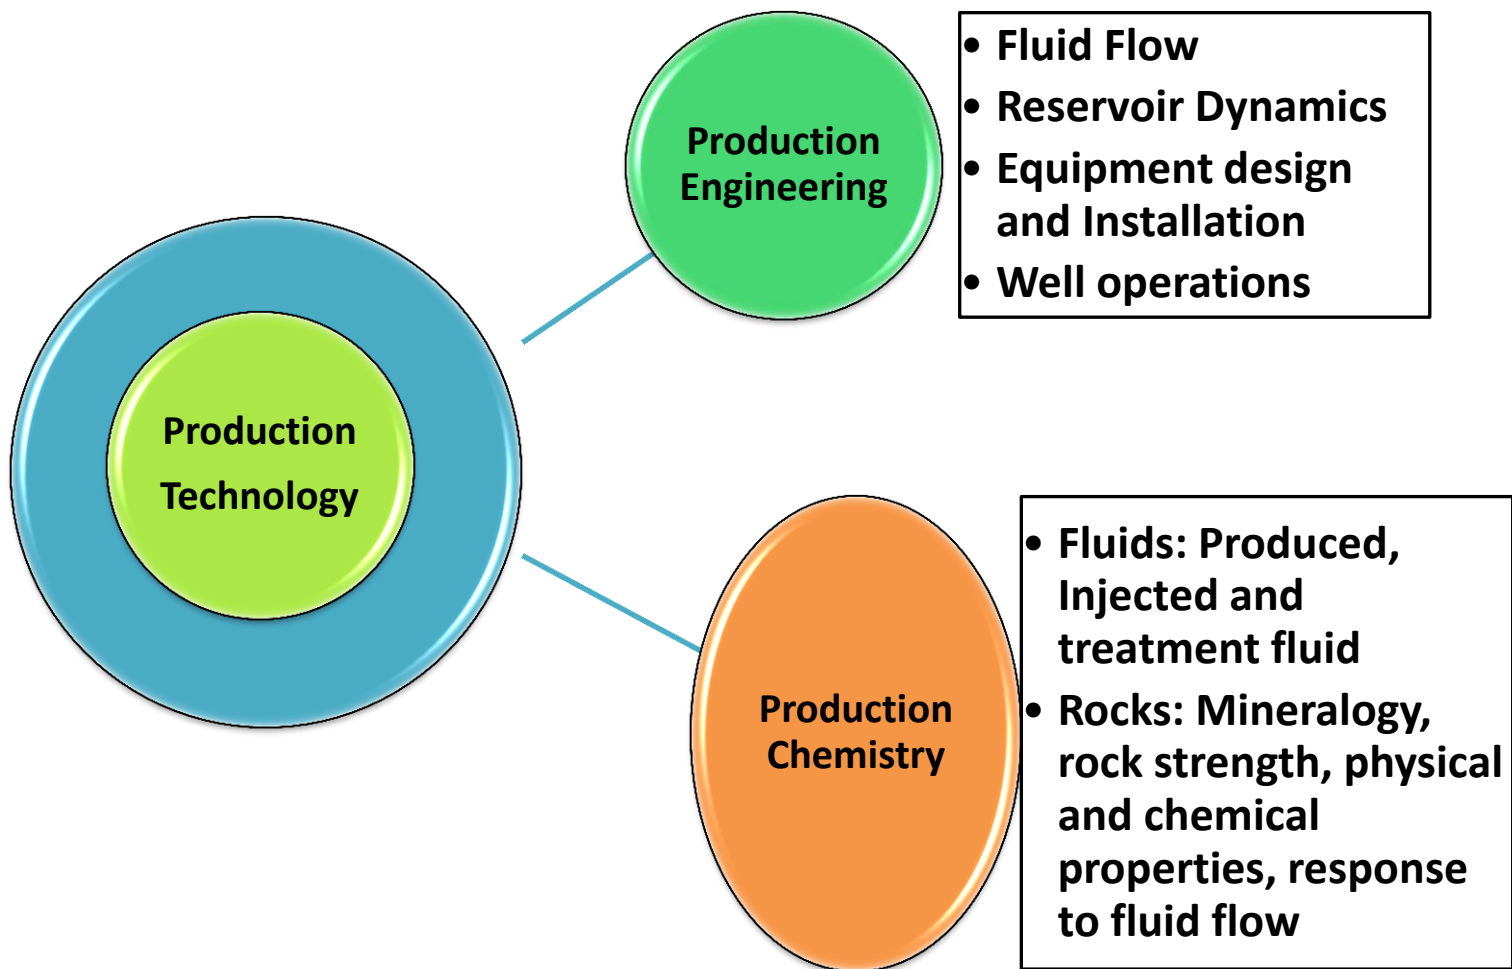 Production
Engineering
• Fluid Flow
• Reservoir Dynamics
• Equipment design
and Installation
• Well operations
Production
Technology
Production
Chemistry
• Fluids: Produced,
Injected and
treatment fluid
• Rocks: Mineralogy,
rock strength, physical
and chemical
properties, response
to fluid flow